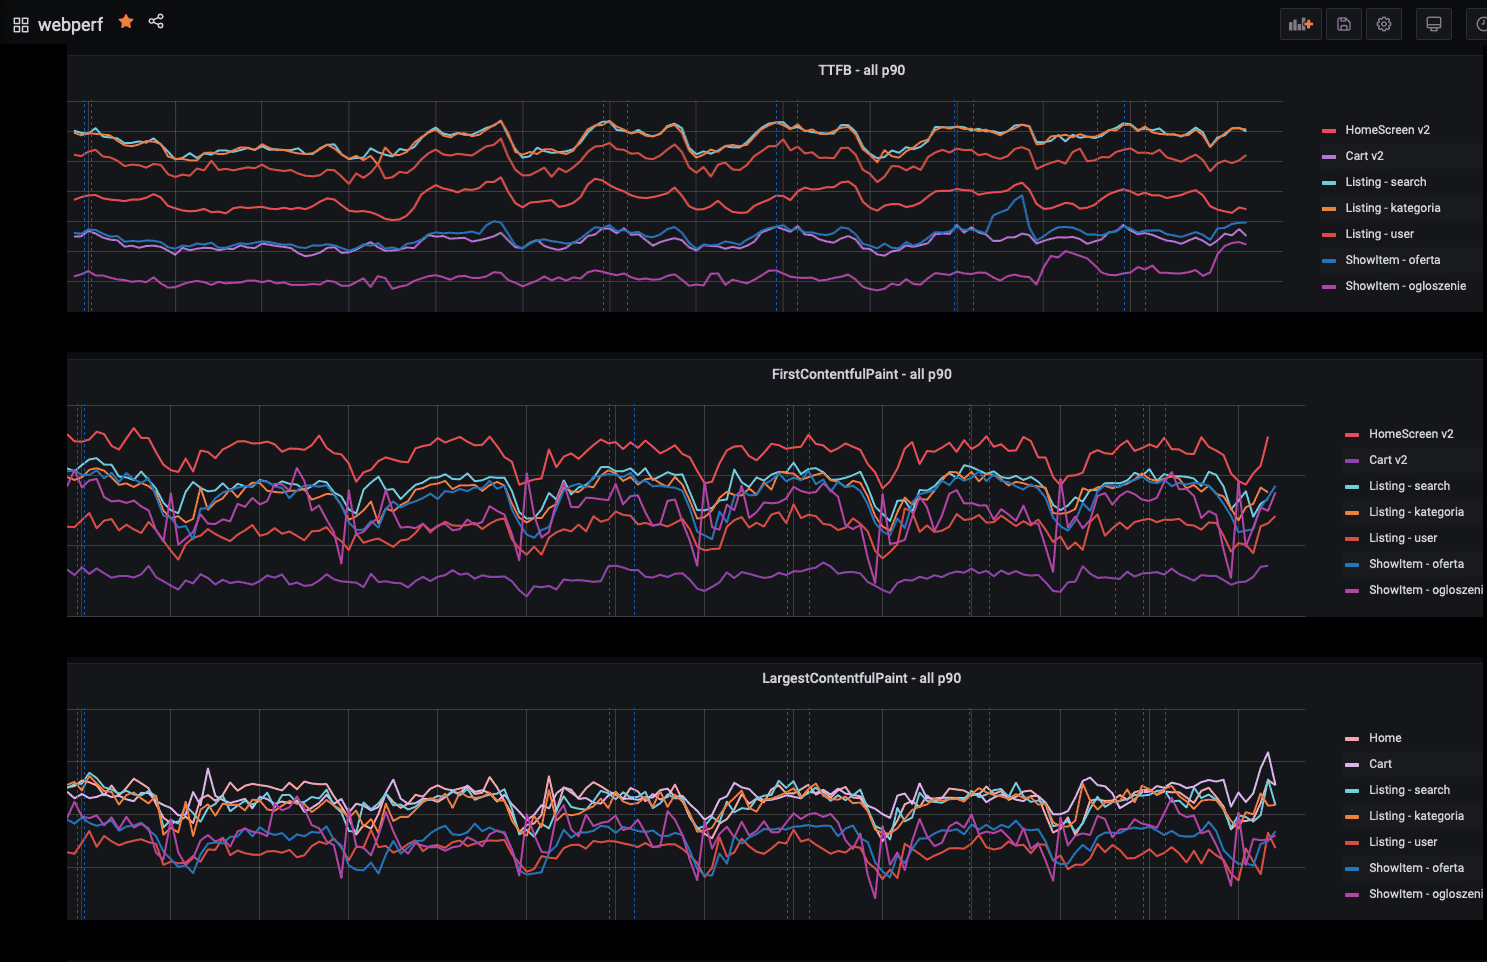 webperf
TTFB - all p90
HomeScreen v2
Cart v2
Listing - search
Listing - kategoria
Listing - user
ShowItem - oferta
ShowItem - ogloszenie
FirstContentfulPaint - all p90
HomeScreen v2
Cart v2
Listing - search
Listing - kategoria
Listing - user
ShowItem - oferta
ShowItem - ogloszeni
LargestContentfulPaint - all p90
Home
Cart
Listing - search
Listing - kategoria
Listing - user
ShowItem - oferta
ShowItem - ogloszeni